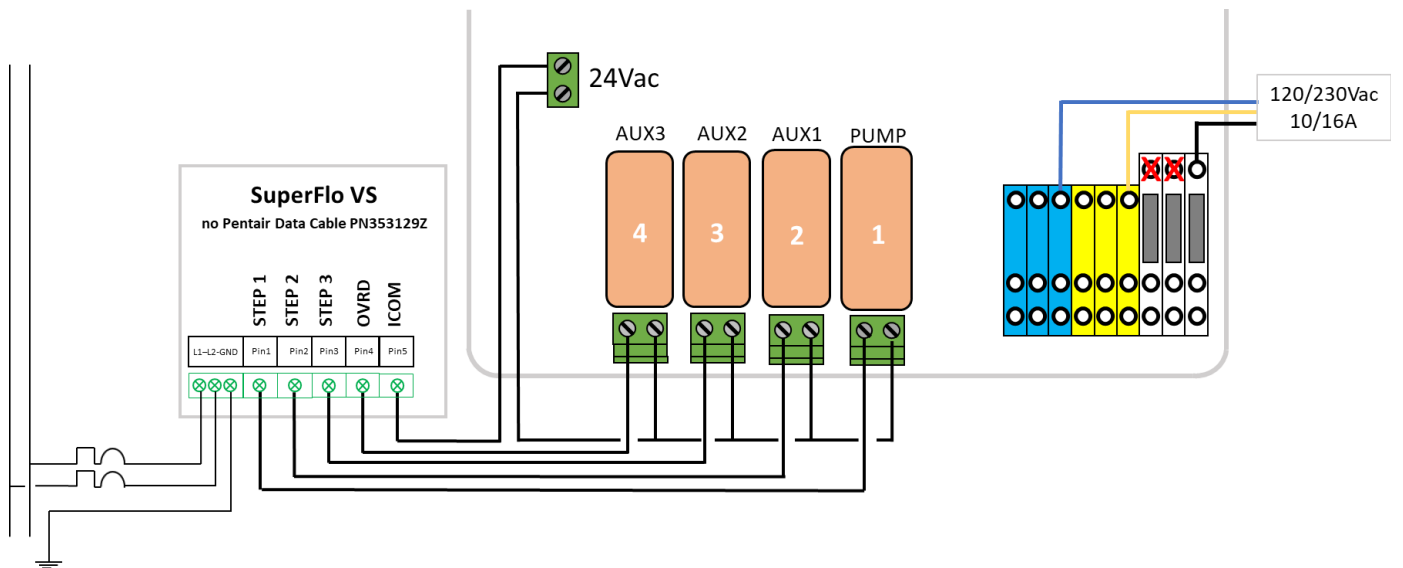 24Vac
120/230Vac
10/16A
AUX3 AUX2 AUX1 PUMP
4 3 2 1
SuperFlo VS
no Pentair Data Cable PN353129Z
STEP 1
STEP 2
STEP 3
OVRD
ICOM
L1–L2-GND Pin1 Pin2 Pin3 Pin4 Pin5